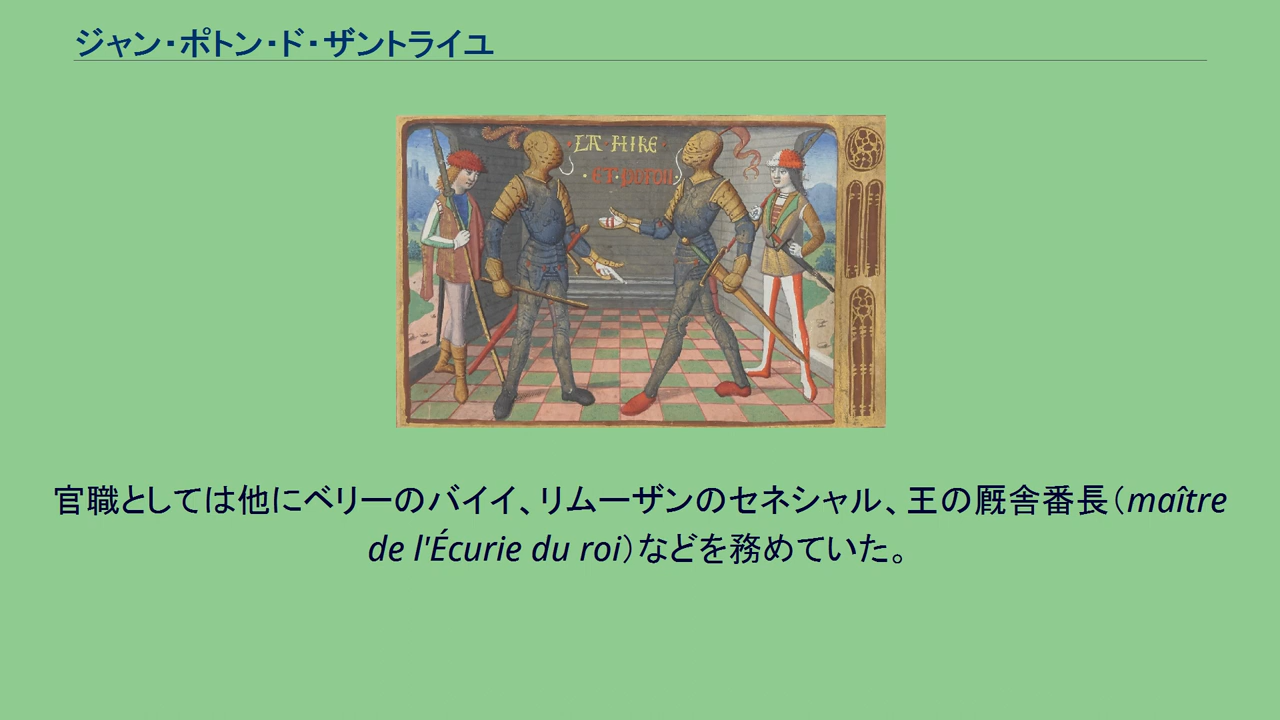 ジャン・ポトン・ド・ザントライユ
LA HIRE
ET POTON
官職としては他にベリーのバイイ、リムーザンのセネシャル、王の厩舎番長（maître
de l'Écurie du roi）などを務めていた。